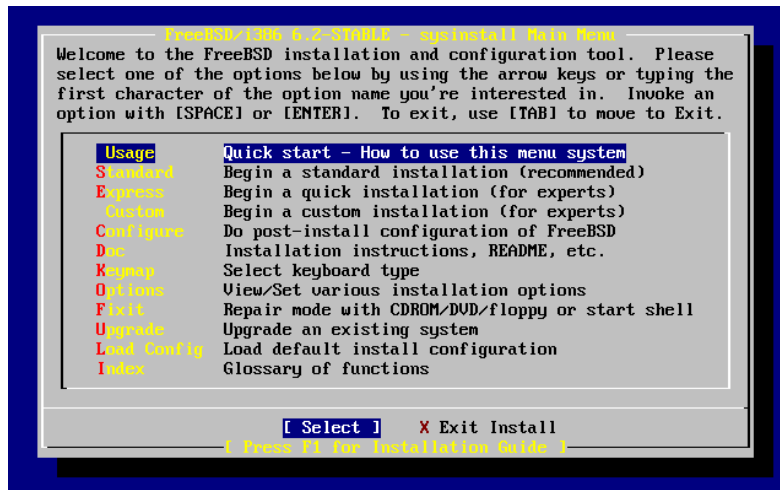 FreeBSD/i386 6.2-STABLE - sysinstall Main Menu
Welcome to the FreeBSD installation and configuration tool.  Please
select one of the options below by using the arrow keys or typing the
first character of the option name you're interested in.  Invoke an
option with [SPACE] or [ENTER].  To exit, use [TAB] to move to Exit.
Usage Quick start - How to use this menu system
Standard Begin a standard installation (recommended)
Express Begin a quick installation (for experts)
Custom Begin a custom installation (for experts)
Configure Do post-install configuration of FreeBSD
Doc Installation instructions, README, etc.
Keymap Select keyboard type
Options View/Set various installation options
Fixit Repair mode with CDROM/DVD/floppy or start shell
Upgrade Upgrade an existing system
Load Config Load default install configuration
Index Glossary of functions
[ Select ] X Exit Install
[ Press F1 for Installation Guide ]